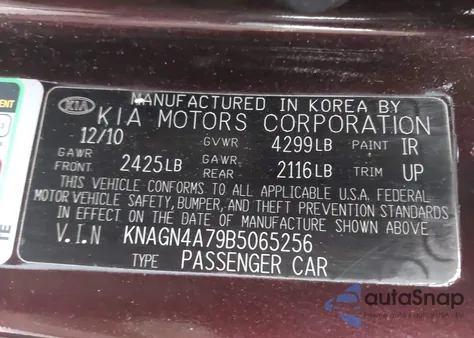 KIA
MANUFACTURED IN KOREA BY
KIA MOTORS CORPORATION
12/10 GVWR 4299LB PAINT IR
GAWR FRONT 2425LB GAWR REAR 2116LB TRIM UP
THIS VEHICLE CONFORMS TO ALL APPLICABLE U.S.A. FEDERAL
MOTOR VEHICLE SAFETY, BUMPER, AND THEFT PREVENTION STANDARDS
IN EFFECT ON THE DATE OF MANUFACTURE SHOWN ABOVE
V.I.N KNAGN4A79B5065256
TYPE PASSENGER CAR
autoSnap